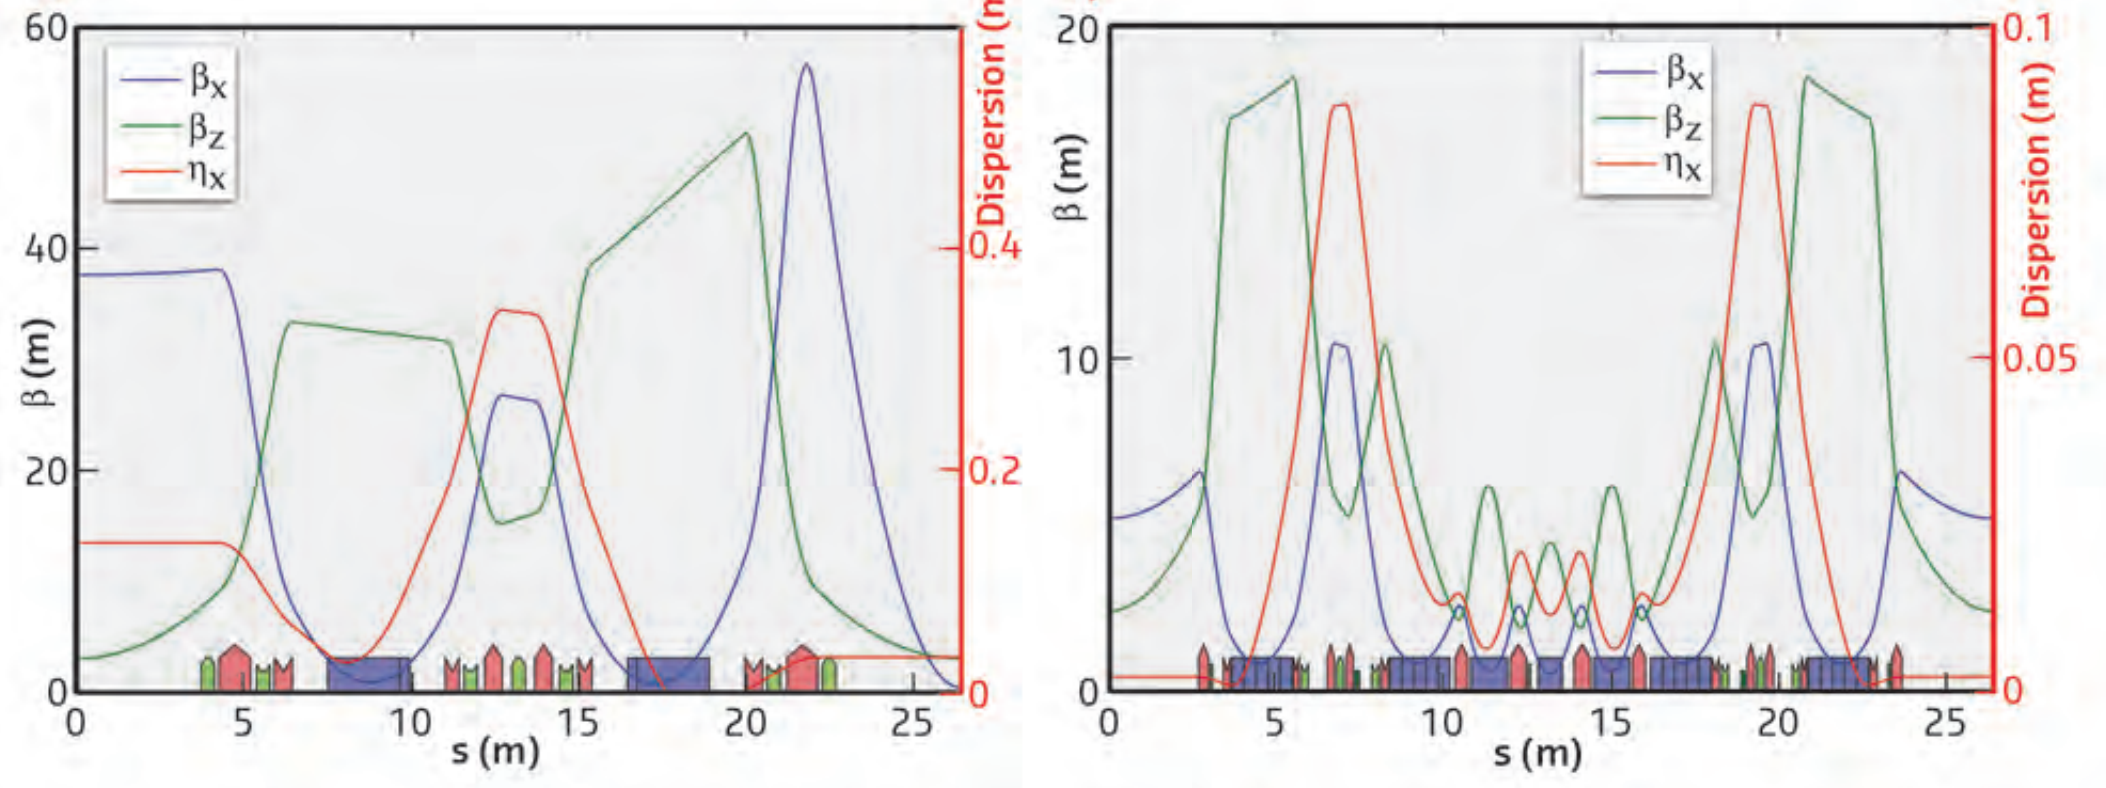 60
40
20
0
β (m)
βx
βz
ηx
Dispersion (m
0.4
0.2
0
0 5 10 15 20 25
s (m)
20
10
0
β (m)
βx
βz
ηx
0.1
0.05
0
Dispersion (m)
0 5 10 15 20 25
s (m)